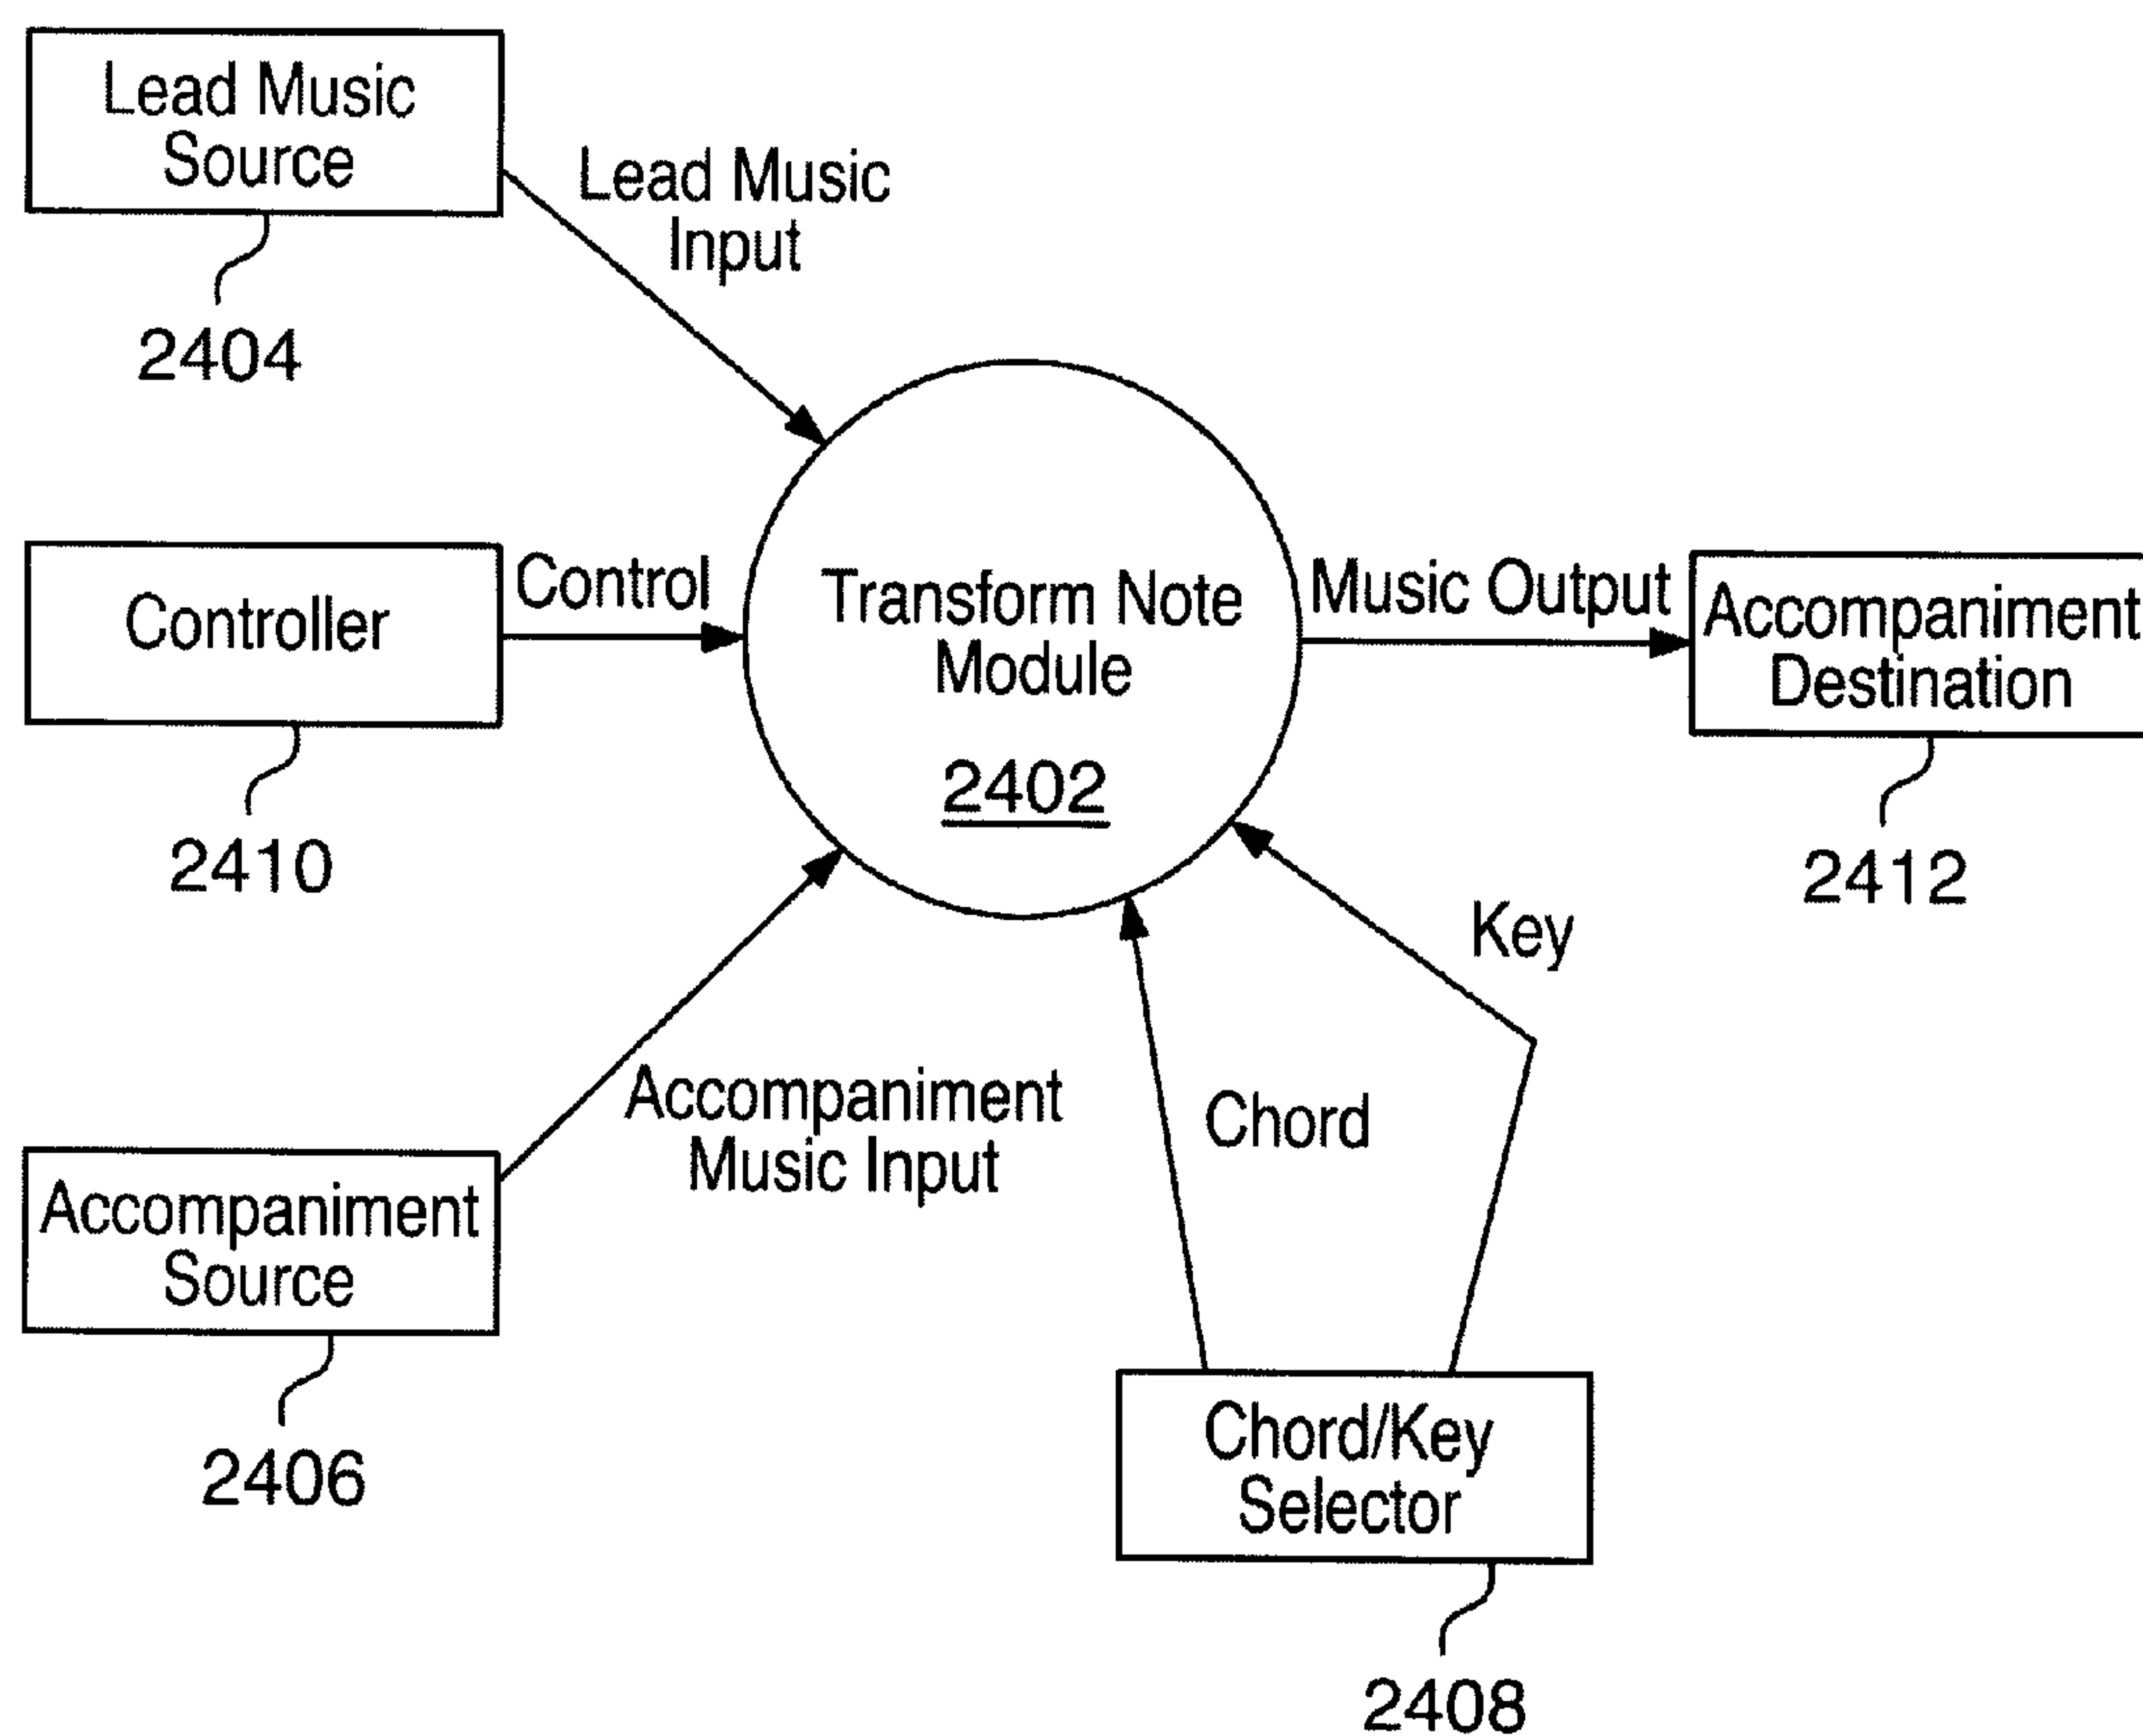 Lead Music
Source
2404
Lead Music
Input
Controller
2410
Control
Transform Note
Module
2402
Music Output
Accompaniment
Destination
2412
Accompaniment
Source
2406
Accompaniment
Music Input
Chord
Key
Chord/Key
Selector
2408